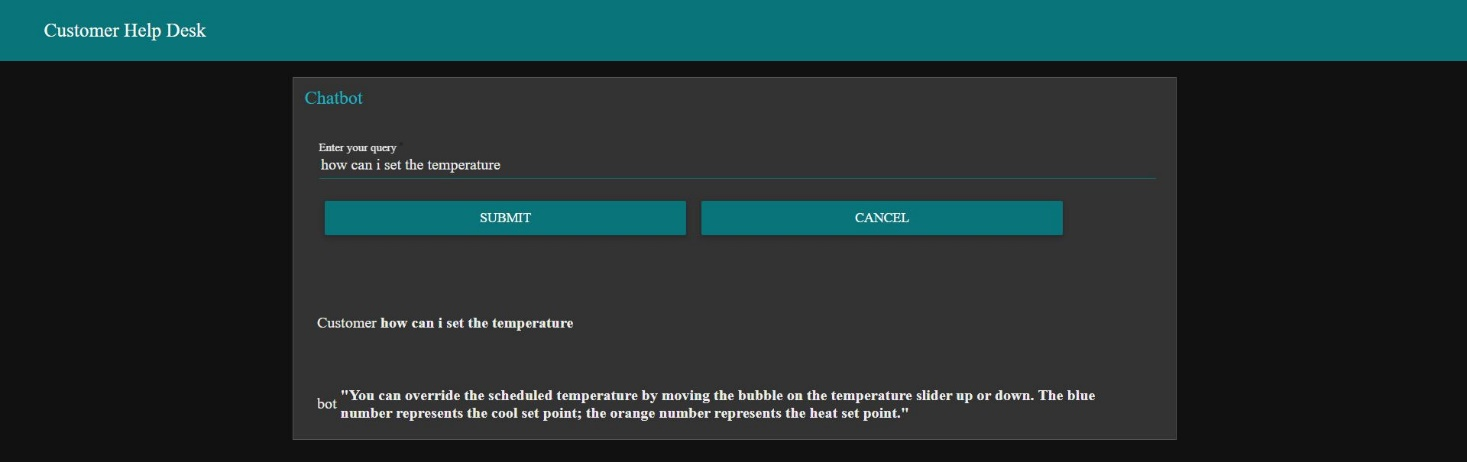 Customer Help Desk
Chatbot
Enter your query *
how can i set the temperature
SUBMIT
CANCEL
Customer how can i set the temperature
bot "You can override the scheduled temperature by moving the bubble on the temperature slider up or down. The blue
number represents the cool set point; the orange number represents the heat set point."